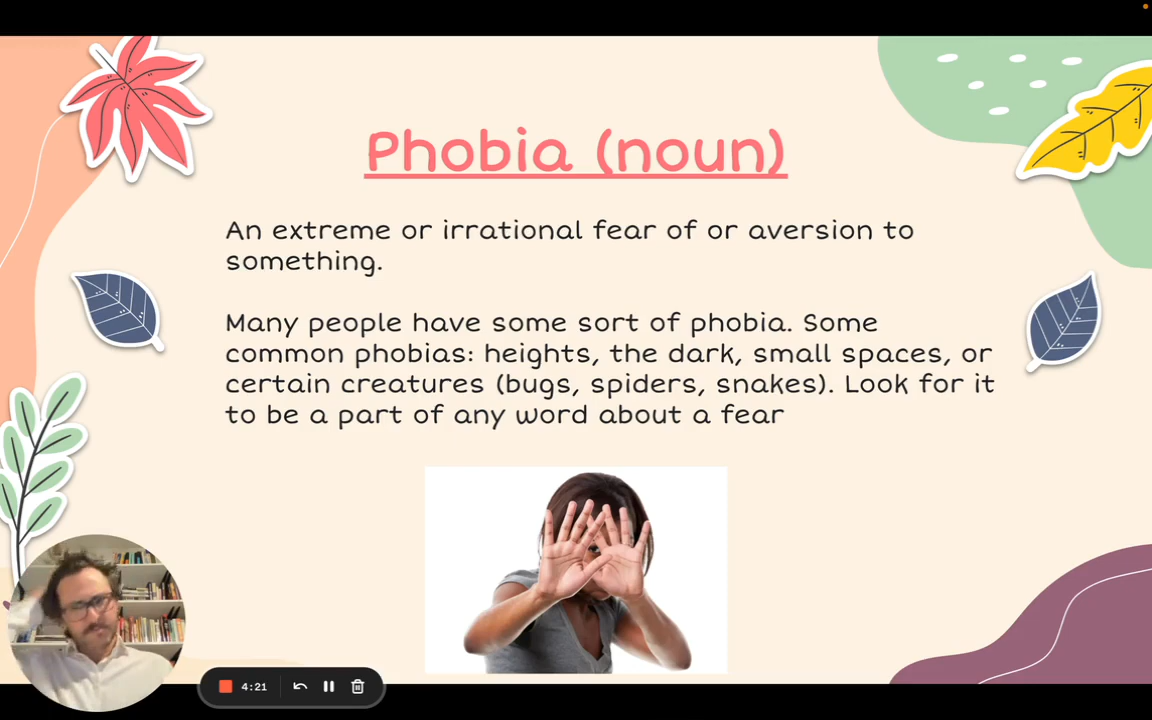 Phobia (noun)
An extreme or irrational fear of or aversion to
something.
Many people have some sort of phobia. Some
common phobias: heights, the dark, small spaces, or
certain creatures (bugs, spiders, snakes). Look for it
to be a part of any word about a fear
4:21